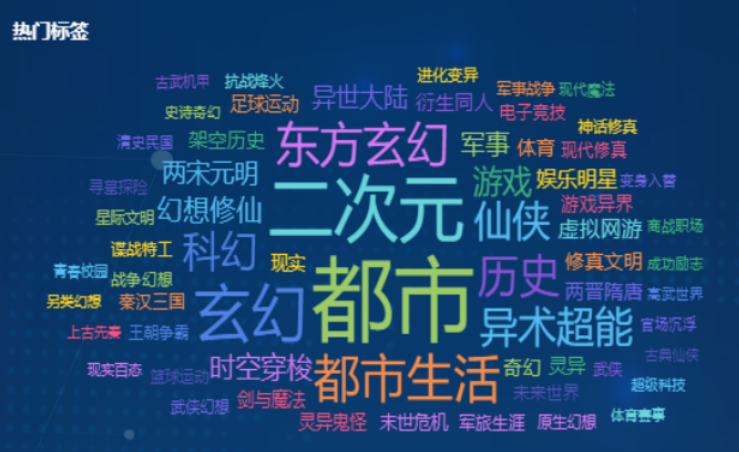 热门标签
进化变异
古武机甲
抗战烽火
异世大陆
军事战争
现代魔法
足球运动
衍生同人
史诗奇幻
电子竞技
神话修真
清史民国
架空历史
东方玄幻
军事
体育
现代修真
两宋元明
二次元
游戏
娱乐明星
变身入替
寻墓探险
幻想修仙
仙侠
游戏异界
星际文明
虚拟网游
商战职场
谍战特工
科幻
现实
都市
历史
修真文明
成功励志
青春校园
战争幻想
两晋隋唐
高武世界
另类幻想
秦汉三国
玄幻
异术超能
官场沉浮
上古先秦
王朝争霸
古典仙侠
现实百态
篮球运动
时空穿梭
都市生活
奇幻
灵异
武侠
超级科技
武侠幻想
剑与魔法
未来世界
灵异鬼怪
末世危机
军旅生涯
原生幻想
体育赛事